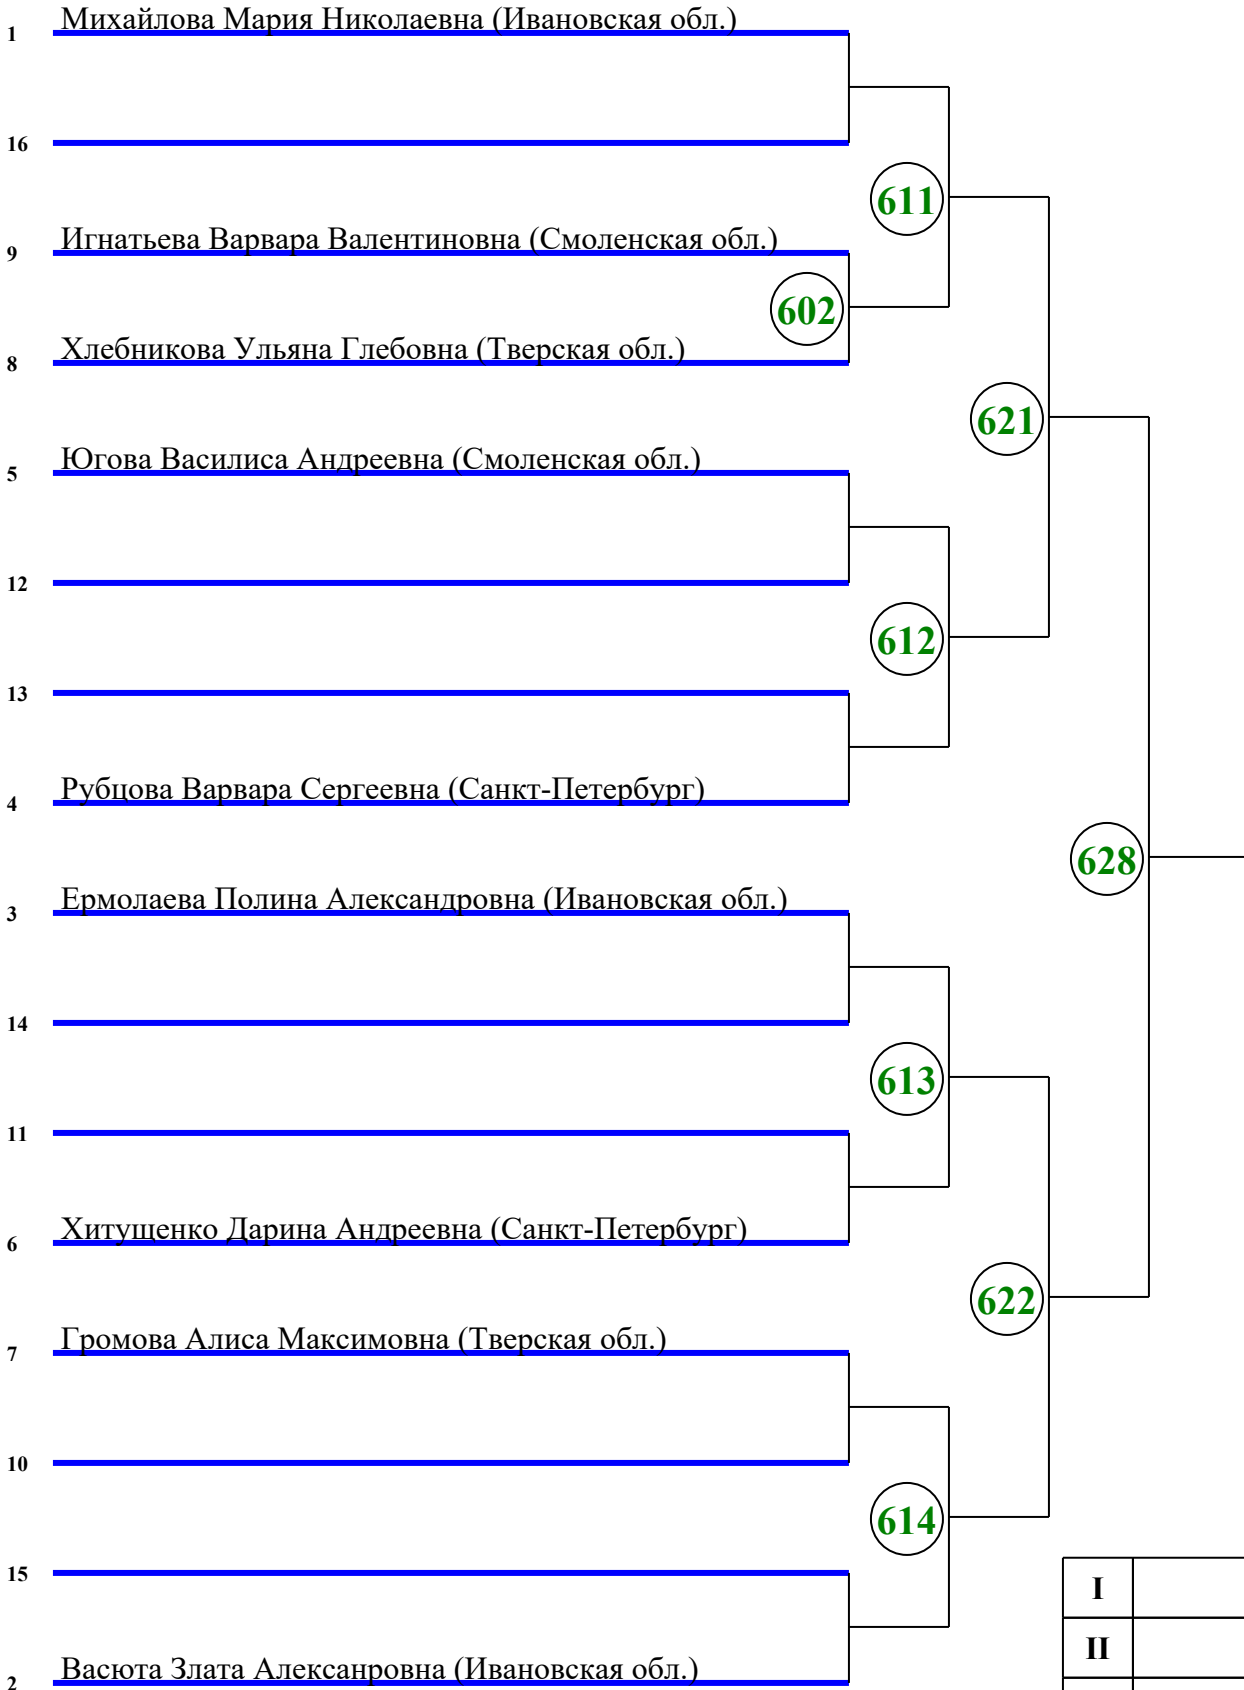 Михайлова Мария Николаевна (Ивановская обл.)
1
16
611
Игнатьева Варвара Валентиновна (Смоленская обл.)
9
602
Хлебникова Ульяна Глебовна (Тверская обл.)
8
621
Югова Василиса Андреевна (Смоленская обл.)
5
12
612
13
Рубцова Варвара Сергеевна (Санкт-Петербург)
4
628
Ермолаева Полина Александровна (Ивановская обл.)
3
14
613
11
Хитущенко Дарина Андреевна (Санкт-Петербург)
6
622
Громова Алиса Максимовна (Тверская обл.)
7
10
614
15
I
II
Васюта Злата Алексанровна (Ивановская обл.)
2